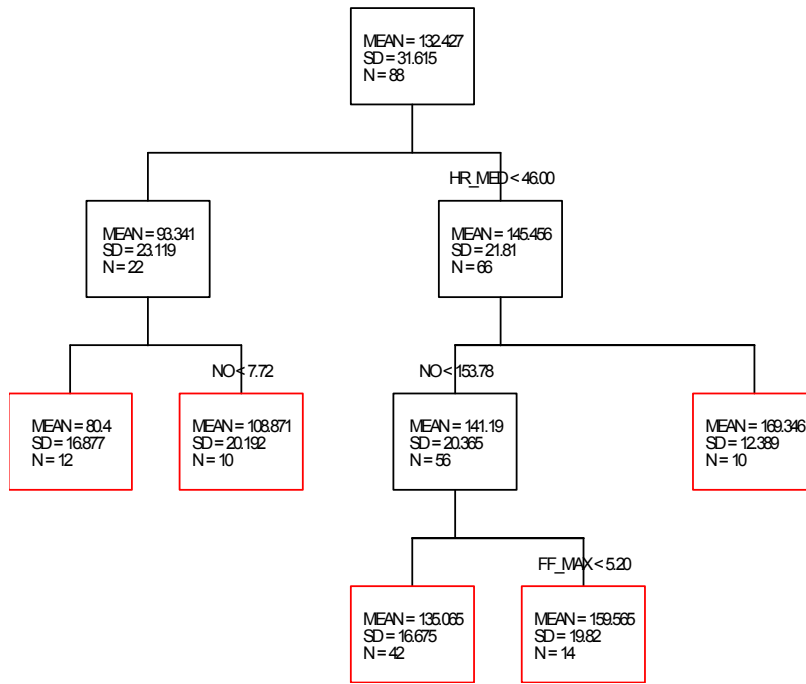 MEAN = 132.427
SD = 31.615
N = 88
HR_MED < 46.00
MEAN = 93.341
SD = 23.119
N = 22
MEAN = 145.456
SD = 21.81
N = 66
NO < 7.72
NO < 153.78
MEAN = 80.4
SD = 16.877
N = 12
MEAN = 108.871
SD = 20.192
N = 10
MEAN = 141.19
SD = 20.365
N = 56
MEAN = 169.346
SD = 12.389
N = 10
FF_MAX < 5.20
MEAN = 135.065
SD = 16.675
N = 42
MEAN = 159.565
SD = 19.82
N = 14